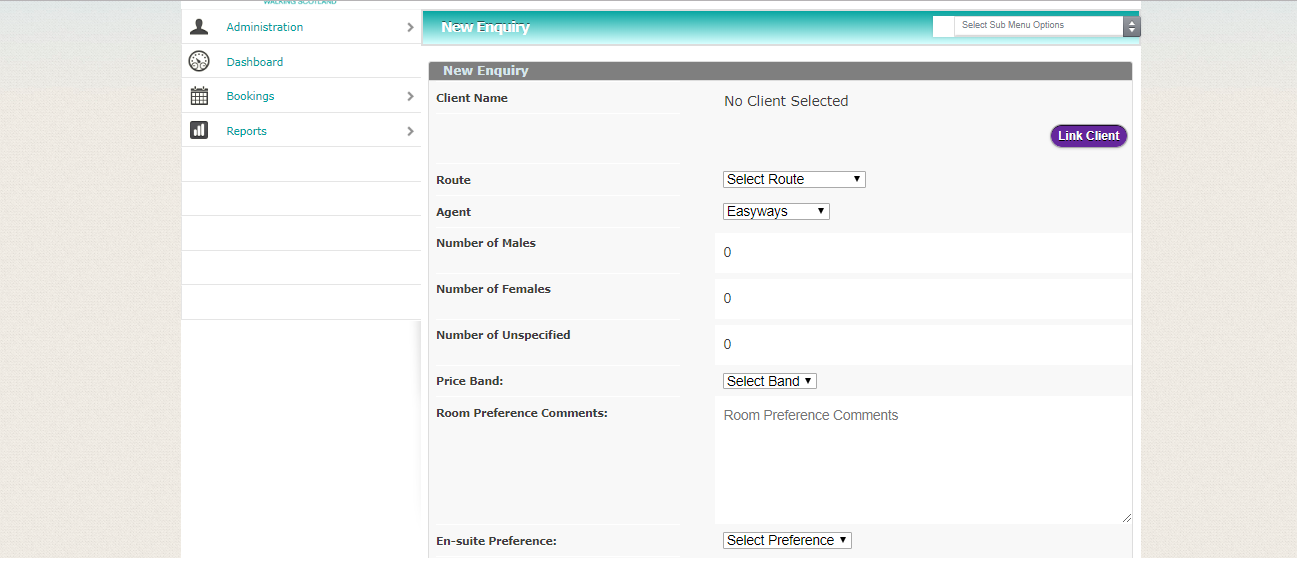 WALKING SCOTLAND
Administration
Dashboard
Bookings
Reports
New Enquiry
Select Sub Menu Options
New Enquiry
Client Name
No Client Selected
Link Client
Route
Select Route
Agent
Easyways
Number of Males
0
Number of Females
0
Number of Unspecified
0
Price Band:
Select Band
Room Preference Comments:
Room Preference Comments
En-suite Preference:
Select Preference